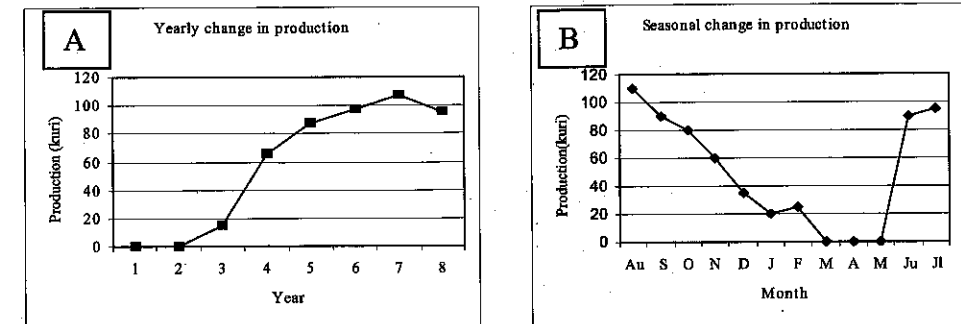 A
Yearly change in production
Production (kuri)
120
100
80
60
40
20
0
1 2 3 4 5 6 7 8
Year
B
Seasonal change in production
Production(kuri)
120
100
80
60
40
20
0
Au S O N D J F M A M Ju Jl
Month